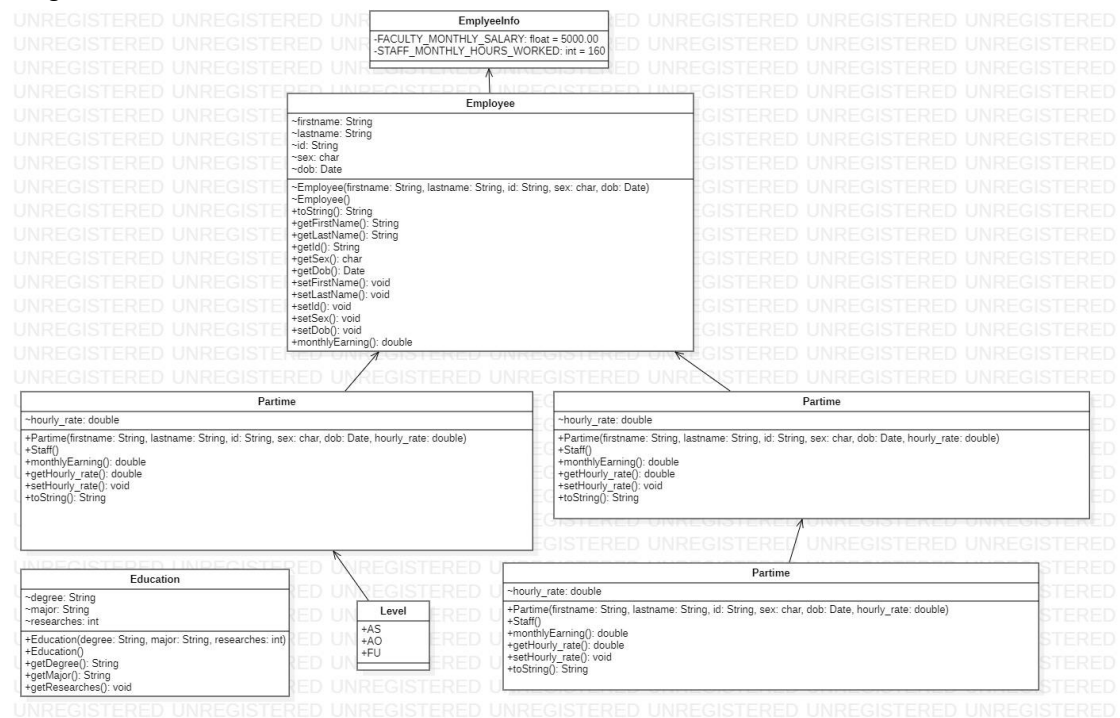 EmplyeeInfo
-FACULTY_MONTHLY_SALARY: float = 5000.00
-STAFF_MONTHLY_HOURS_WORKED: int = 160
Employee
~firstname: String
~lastname: String
~id: String
~sex: char
~dob: Date
~Employee(firstname: String, lastname: String, id: String, sex: char, dob: Date)
~Employee()
+toString(): String
+getFirstName(): String
+getLastName(): String
+getId(): String
+getSex(): char
+getDob(): Date
+setFirstName(): void
+setLastName(): void
+setId(): void
+setSex(): void
+setDob(): void
+monthlyEarning(): double
Partime
~hourly_rate: double
+Partime(firstname: String, lastname: String, id: String, sex: char, dob: Date, hourly_rate: double)
+Staff()
+monthlyEarning(): double
+getHourly_rate(): double
+setHourly_rate(): void
+toString(): String
Partime
~hourly_rate: double
+Partime(firstname: String, lastname: String, id: String, sex: char, dob: Date, hourly_rate: double)
+Staff()
+monthlyEarning(): double
+getHourly_rate(): double
+setHourly_rate(): void
+toString(): String
Education
~degree: String
~major: String
~researches: int
+Education(degree: String, major: String, researches: int)
+Education()
+getDegree(): String
+getMajor(): String
+getResearches(): void
Level
+AS
+AO
+FU
Partime
~hourly_rate: double
+Partime(firstname: String, lastname: String, id: String, sex: char, dob: Date, hourly_rate: double)
+Staff()
+monthlyEarning(): double
+getHourly_rate(): double
+setHourly_rate(): void
+toString(): String
UNREGISTERED UNREGISTERED UNREGISTERED UNREGISTERED UNREGISTERED UNREGISTERED UNREGISTERED